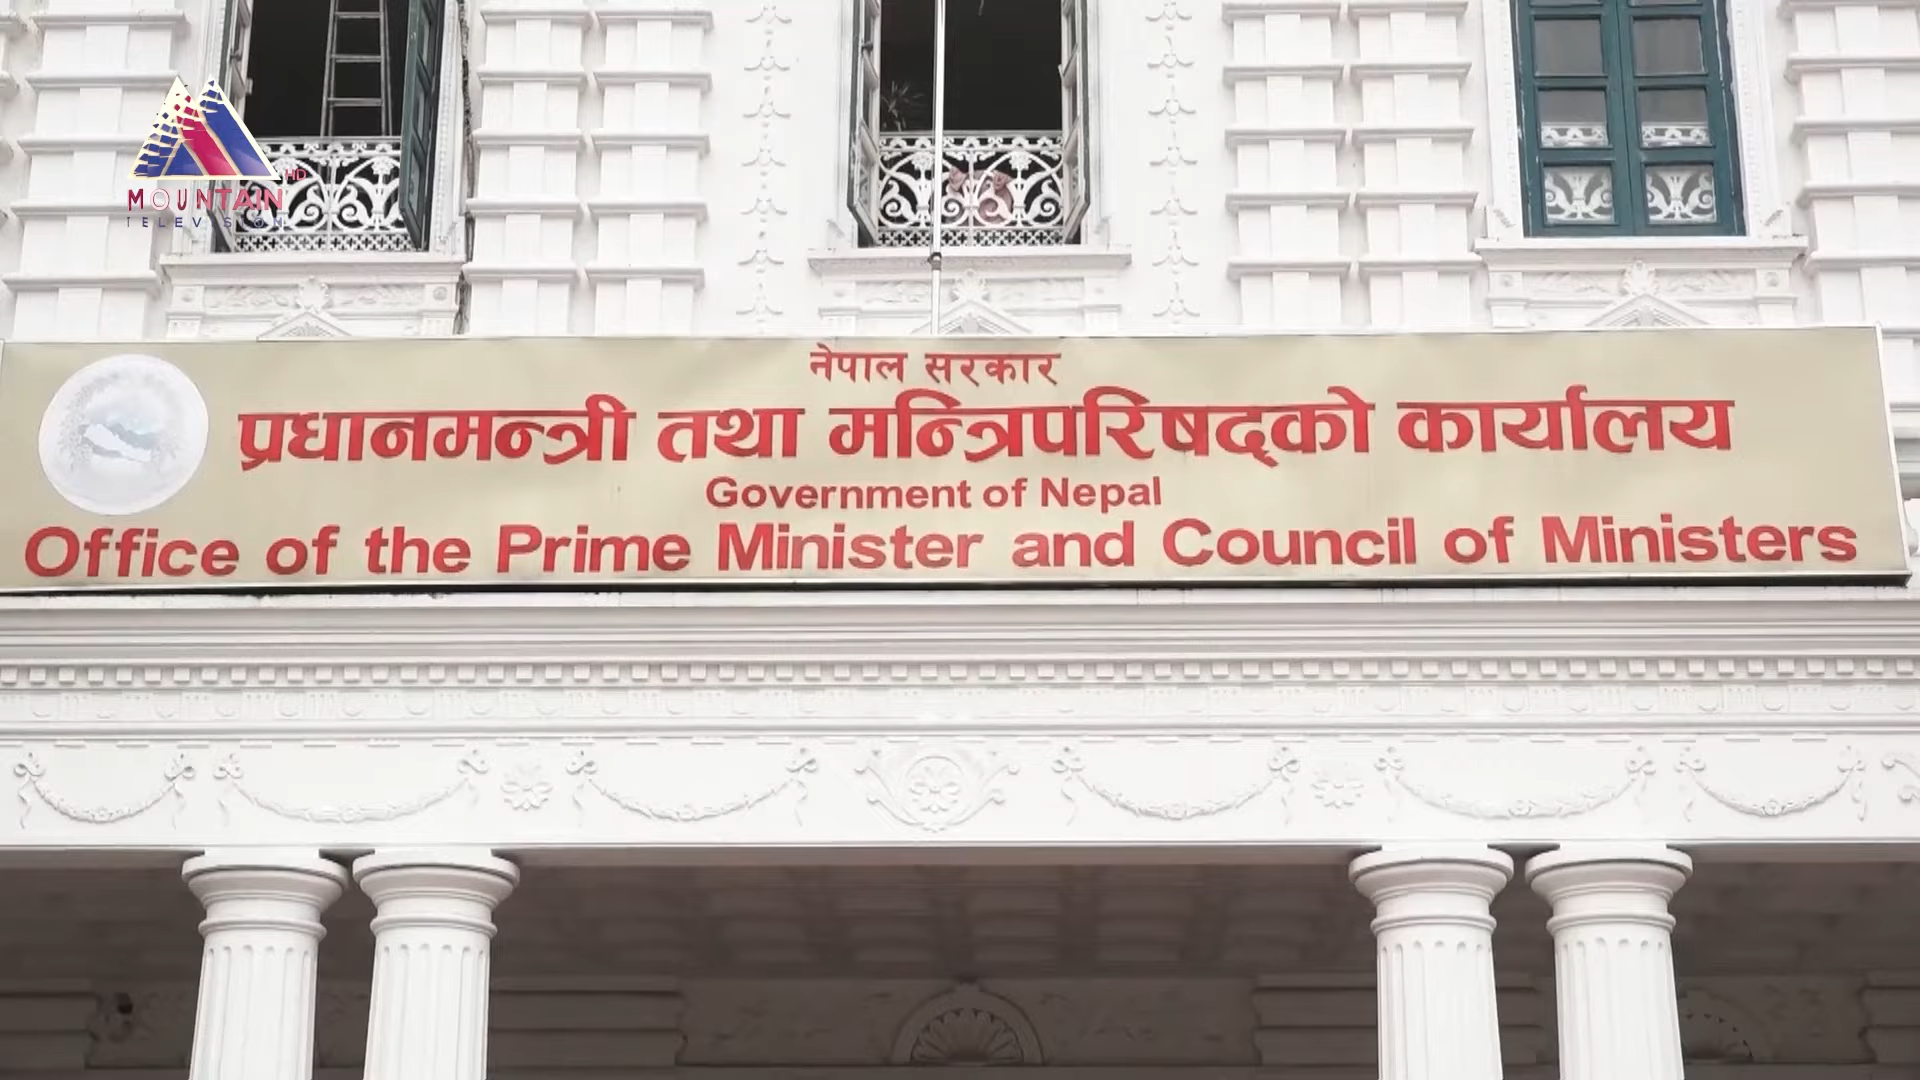 MOUNTAIN HD
TELEVISION
नेपाल सरकार
प्रधानमन्त्री तथा मन्त्रिपरिषद्को कार्यालय
Government of Nepal
Office of the Prime Minister and Council of Ministers